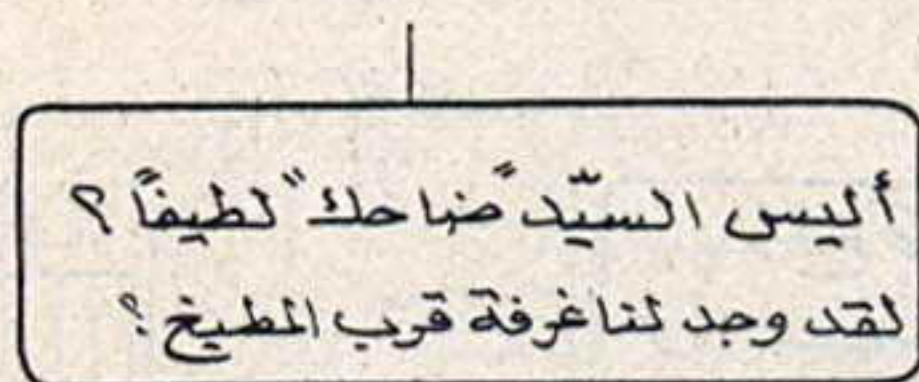 أليس السيّد "ضاحك" لطيفاً؟
لقد وجد لنا غرفة قرب المطبخ؟